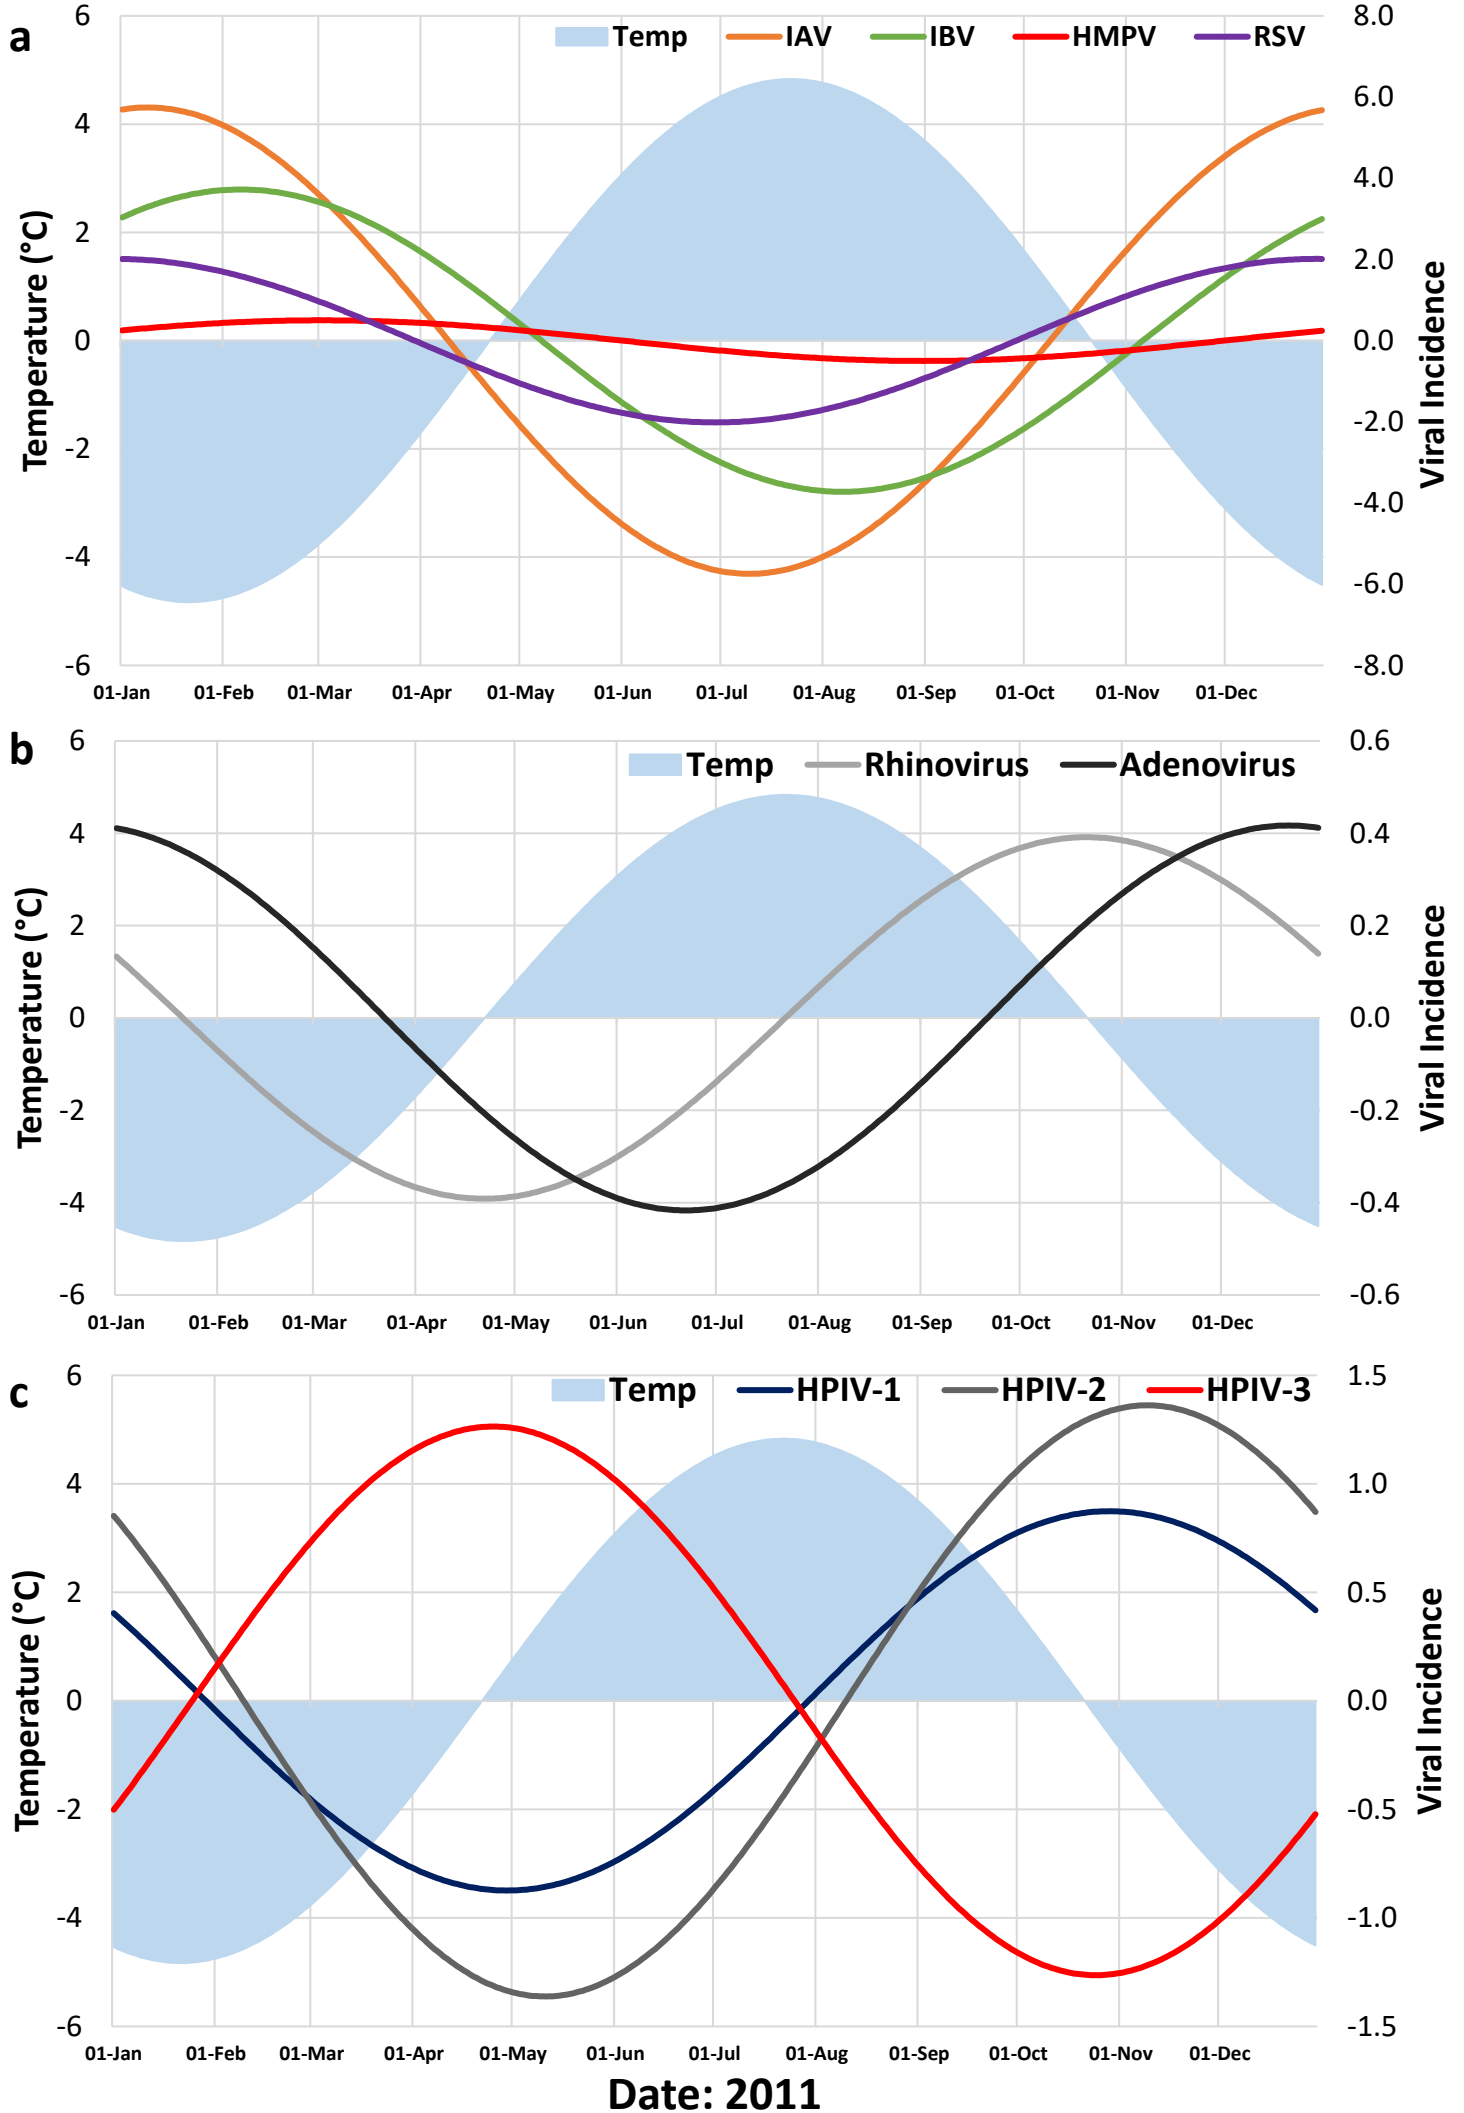 a
Temp IAV IBV HMPV RSV
6 8.0
6.0
4
4.0
2
2.0
0 0.0
-2.0
-2
-4.0
-4
-6.0
-6 -8.0
Temperature (°C)
Viral Incidence
01-Jan 01-Feb 01-Mar 01-Apr 01-May 01-Jun 01-Jul 01-Aug 01-Sep 01-Oct 01-Nov 01-Dec
b
Temp Rhinovirus Adenovirus
6 0.6
4 0.4
2 0.2
0 0.0
-2 -0.2
-4 -0.4
-6 -0.6
Temperature (°C)
Viral Incidence
01-Jan 01-Feb 01-Mar 01-Apr 01-May 01-Jun 01-Jul 01-Aug 01-Sep 01-Oct 01-Nov 01-Dec
c
Temp HPIV-1 HPIV-2 HPIV-3
6 1.5
4 1.0
2 0.5
0 0.0
-2 -0.5
-4 -1.0
-6 -1.5
Temperature (°C)
Viral Incidence
01-Jan 01-Feb 01-Mar 01-Apr 01-May 01-Jun 01-Jul 01-Aug 01-Sep 01-Oct 01-Nov 01-Dec
Date: 2011